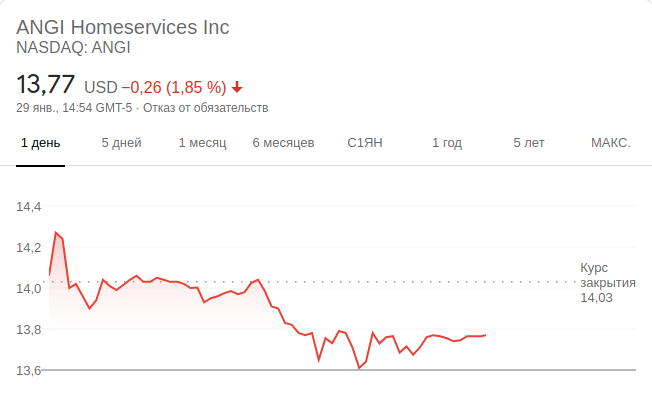 ANGI Homeservices Inc
NASDAQ: ANGI
13,77 USD −0,26 (1,85 %)
29 янв., 14:54 GMT-5 · Отказ от обязательств
1 день 5 дней 1 месяц 6 месяцев С1ЯН 1 год 5 лет МАКС.
14,4
14,2
14,0
13,8
13,6
Курс
закрытия
14,03